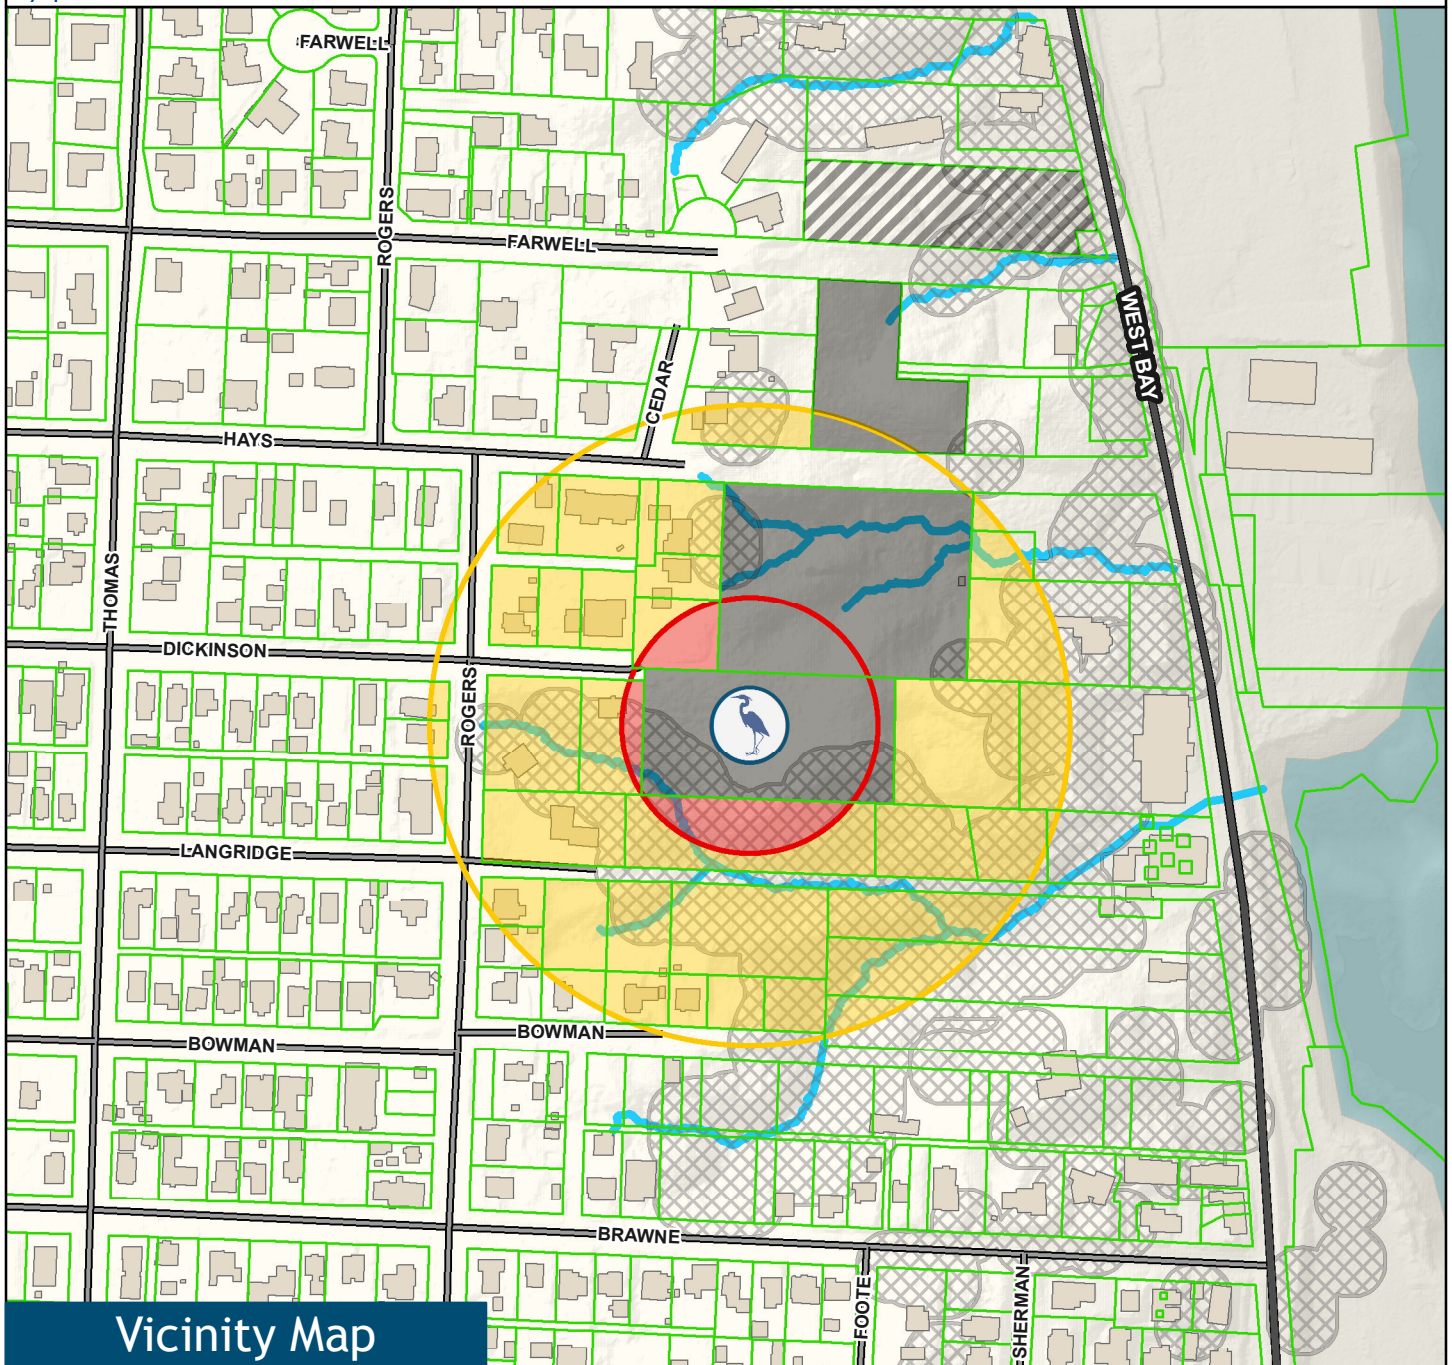 FARWELL
ROGERS
FARWELL
WEST BAY
CEDAR
HAYS
THOMAS
DICKINSON
ROGERS
LANGRIDGE
BOWMAN
BOWMAN
BRAWNE
FOOTE
SHERMAN
Vicinity Map